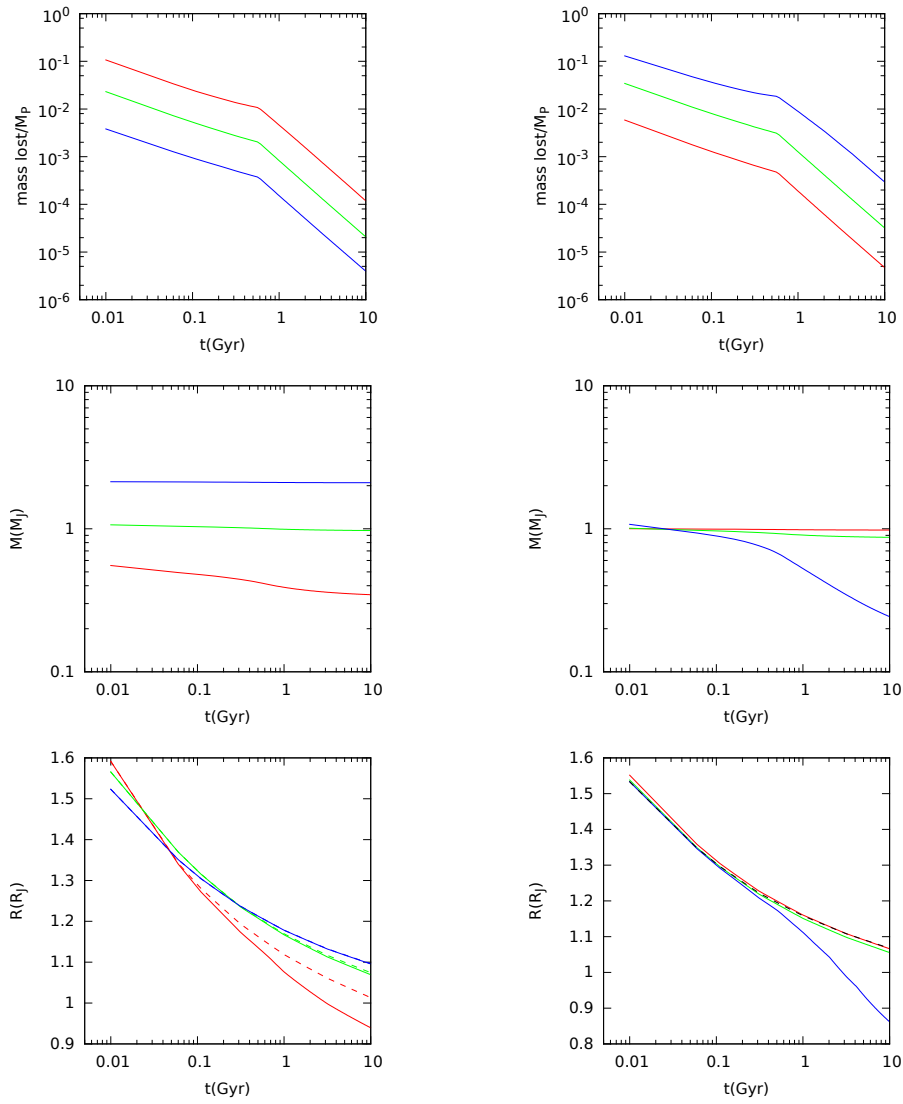 10^0
10^-1
10^-2
10^-3
10^-4
10^-5
10^-6
mass lost/M_P
0.01 0.1 1 10
t(Gyr)
10^0
10^-1
10^-2
10^-3
10^-4
10^-5
10^-6
mass lost/M_P
0.01 0.1 1 10
t(Gyr)
10
1
0.1
M(M_J)
0.01 0.1 1 10
t(Gyr)
10
1
0.1
M(M_J)
0.01 0.1 1 10
t(Gyr)
1.6
1.5
1.4
1.3
1.2
1.1
1
0.9
R(R_J)
0.01 0.1 1 10
t(Gyr)
1.6
1.5
1.4
1.3
1.2
1.1
1
0.9
0.8
R(R_J)
0.01 0.1 1 10
t(Gyr)